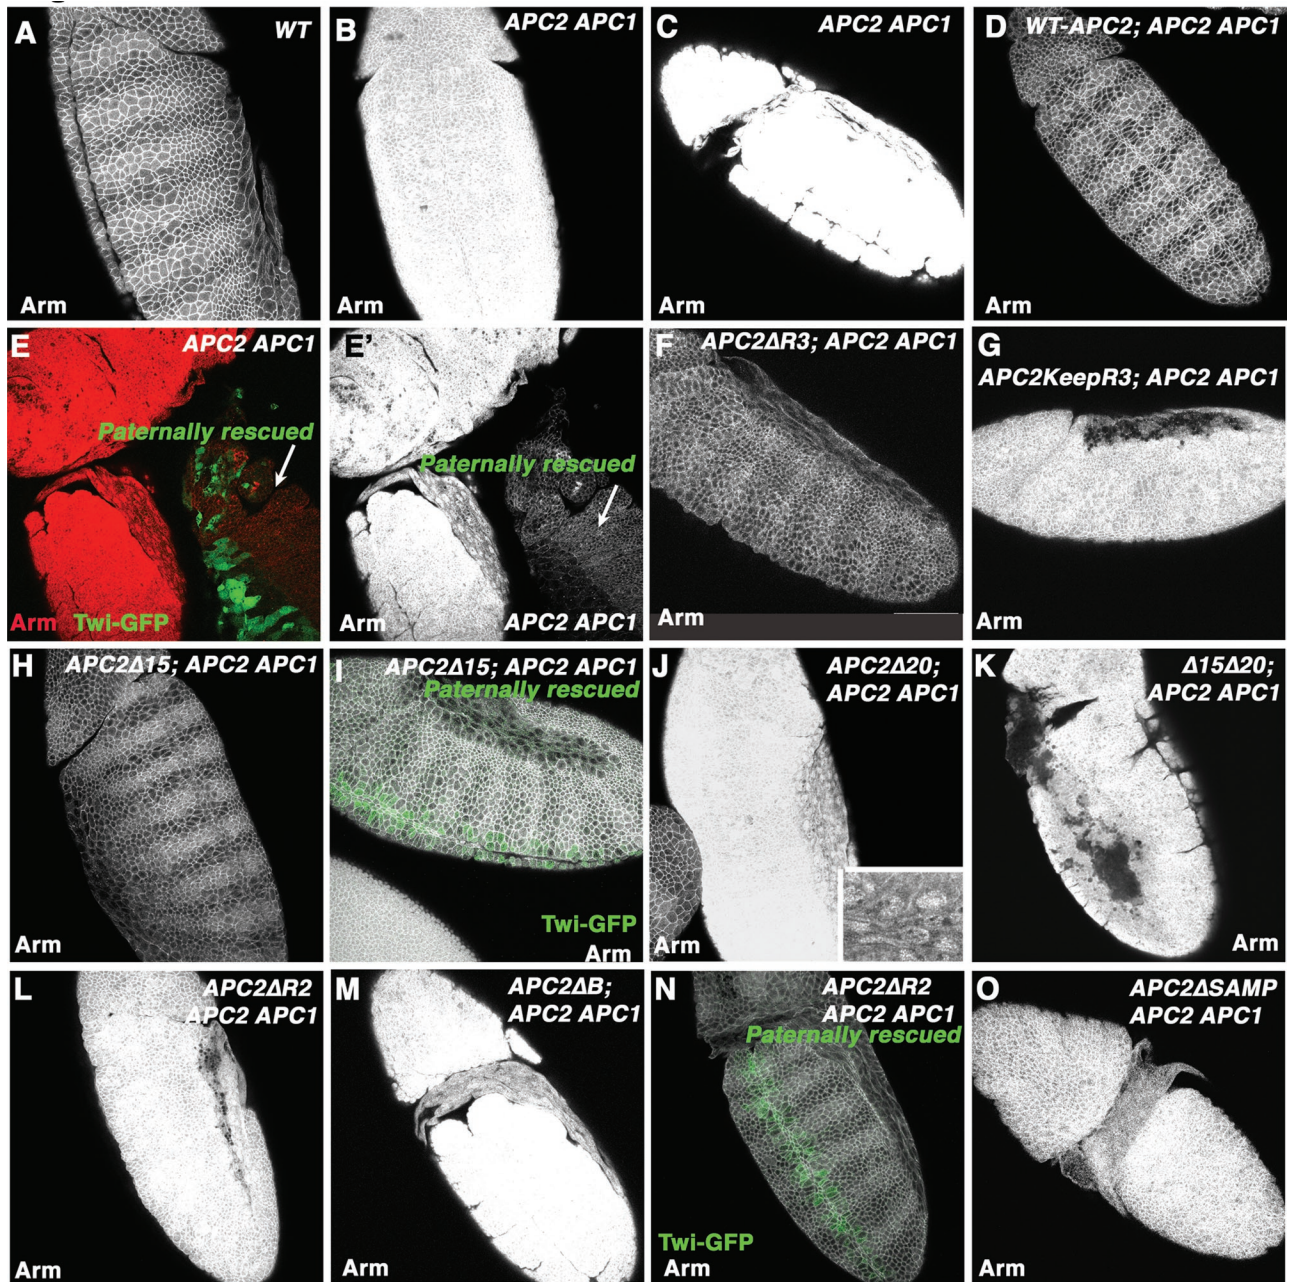 A
WT
Arm
B
APC2 APC1
Arm
C
APC2 APC1
Arm
D
WT-APC2; APC2 APC1
Arm
E
APC2 APC1
Paternally rescued
Arm Twi-GFP
E'
Paternally rescued
Arm
APC2 APC1
F
APC2ΔR3; APC2 APC1
Arm
G
APC2KeepR3; APC2 APC1
Arm
H
APC2Δ15; APC2 APC1
Arm
I
APC2Δ15; APC2 APC1
Paternally rescued
Twi-GFP
Arm
J
APC2Δ20;
APC2 APC1
Arm
K
Δ15Δ20;
APC2 APC1
Arm
L
APC2ΔR2
APC2 APC1
Arm
M
APC2ΔB;
APC2 APC1
Arm
N
APC2ΔR2
APC2 APC1
Paternally rescued
Twi-GFP
Arm
O
APC2ΔSAMP
APC2 APC1
Arm